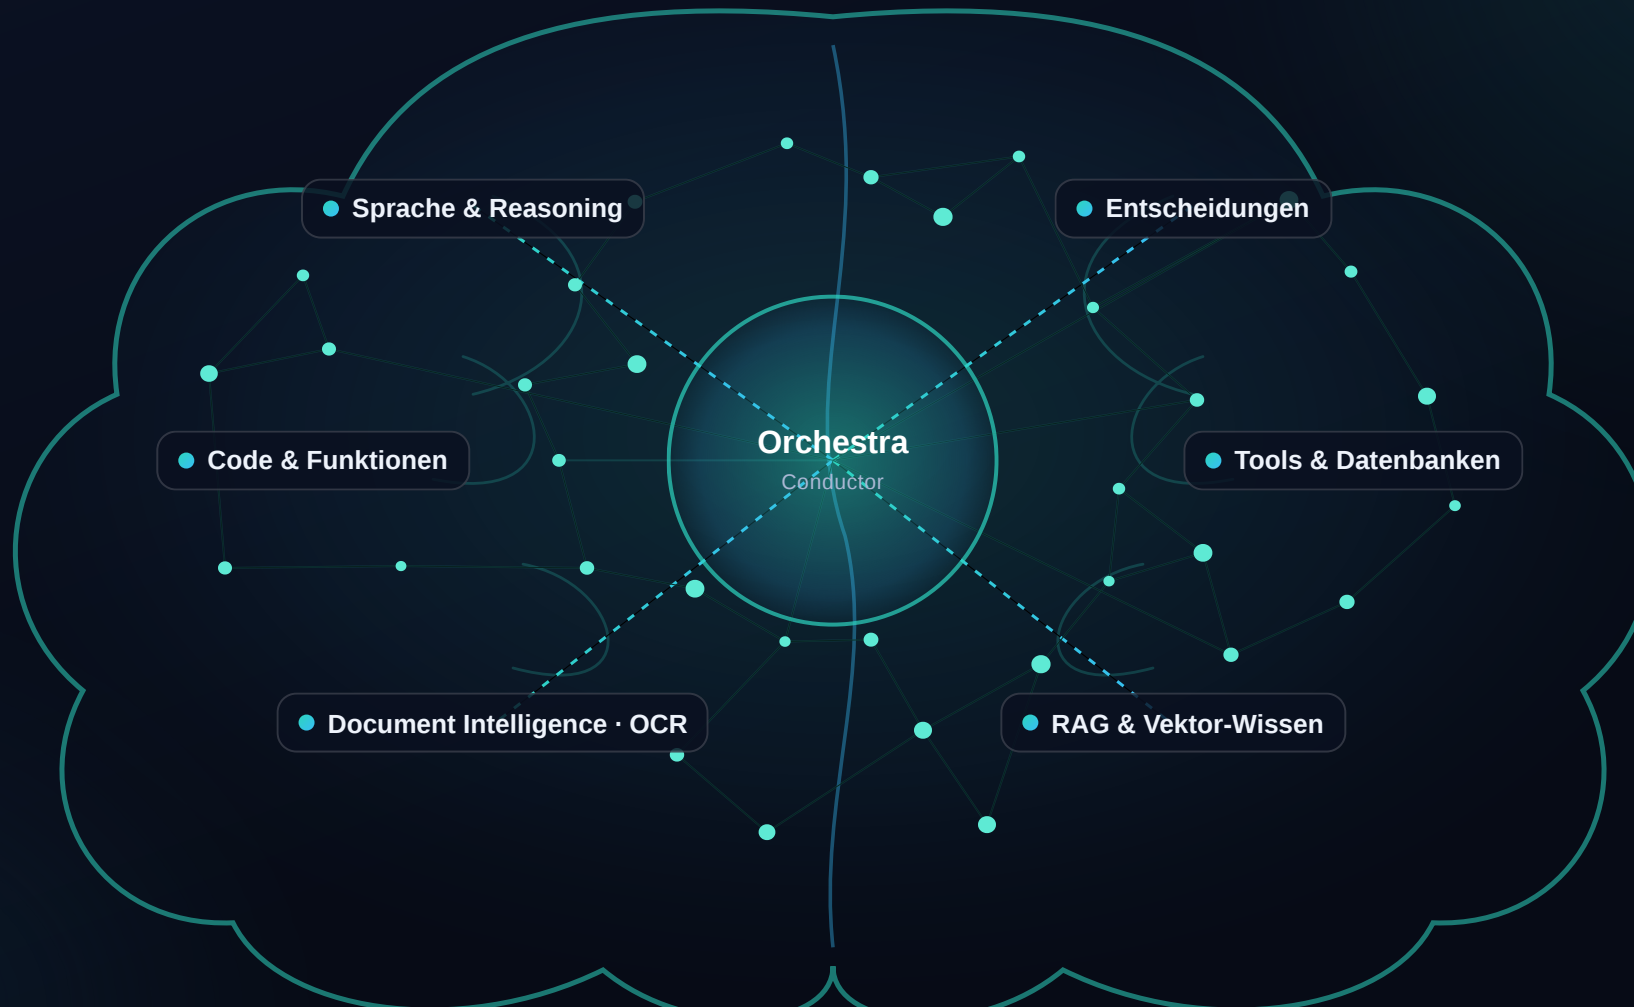 Sprache & Reasoning
Entscheidungen
Code & Funktionen
Orchestra
Conductor
Tools & Datenbanken
Document Intelligence · OCR
RAG & Vektor-Wissen